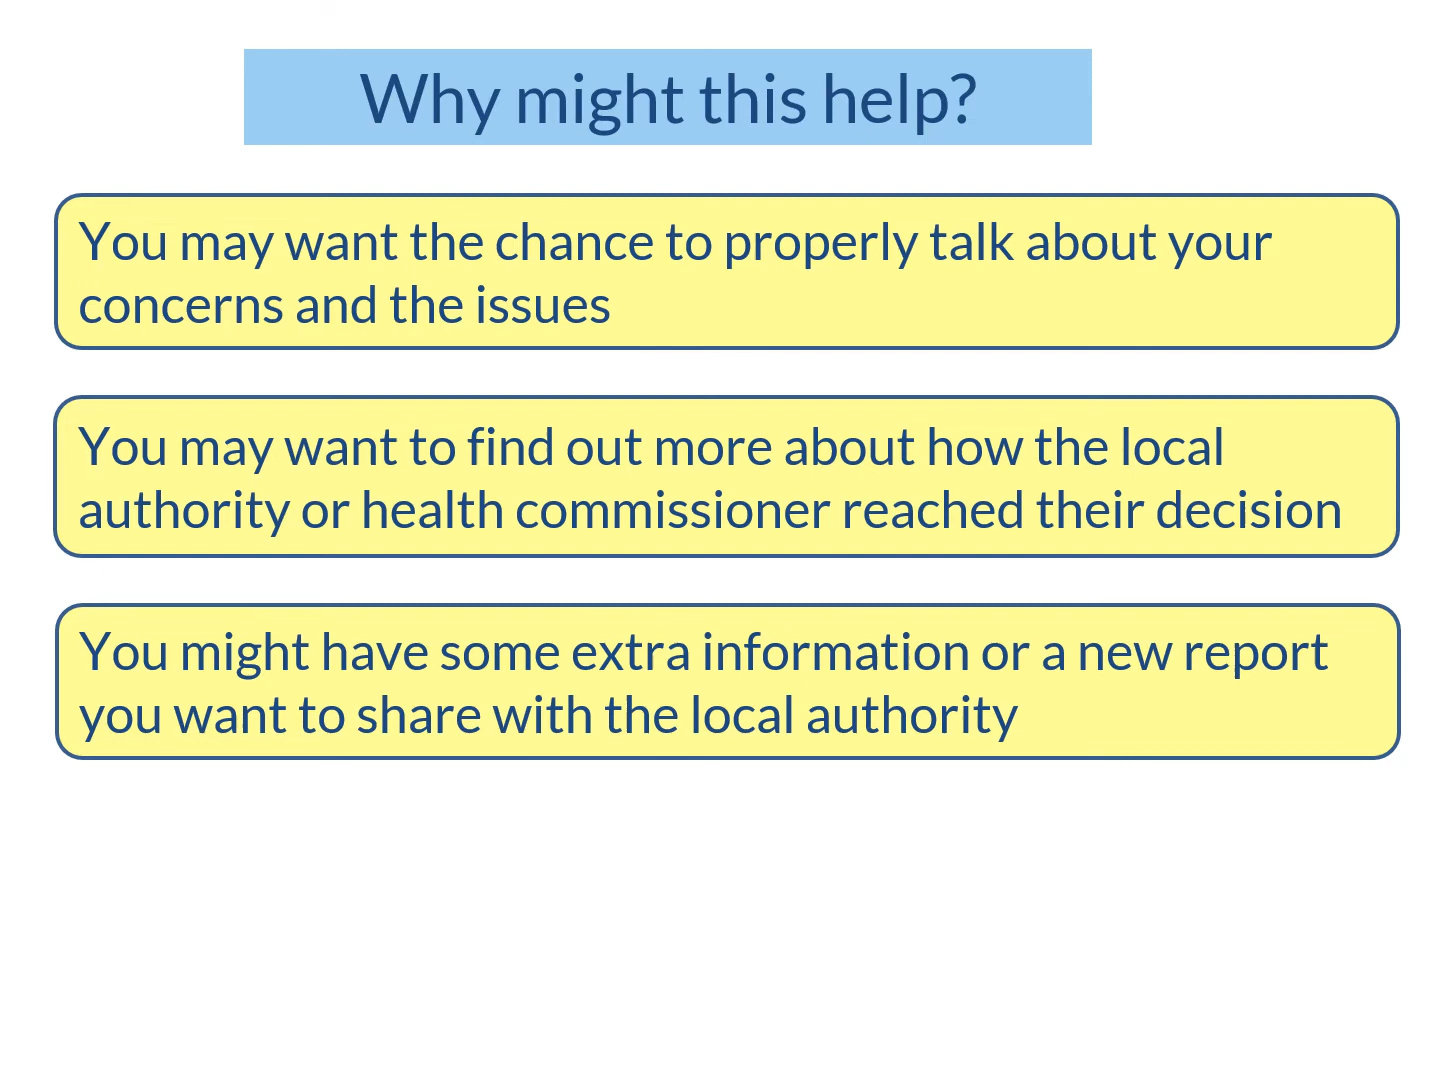 Why might this help?
You may want the chance to properly talk about your
concerns and the issues
You may want to find out more about how the local
authority or health commissioner reached their decision
You might have some extra information or a new report
you want to share with the local authority